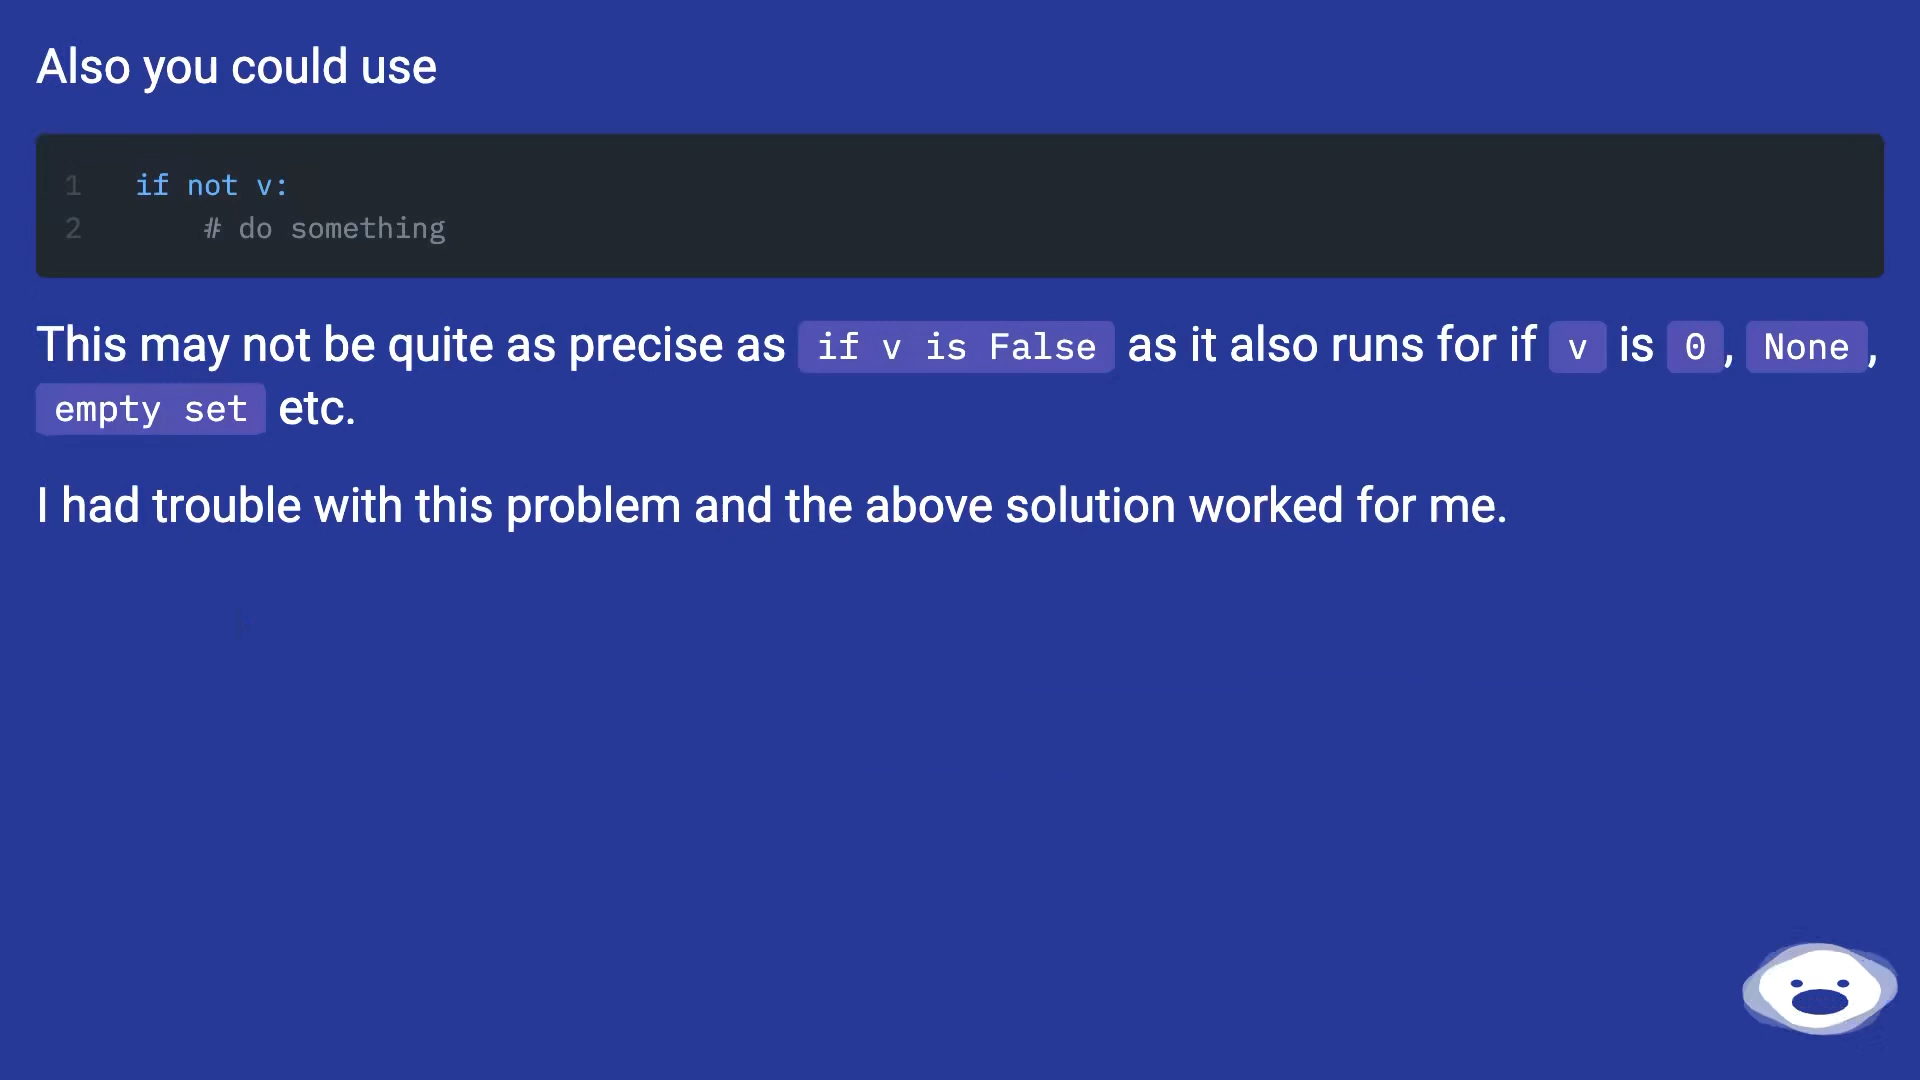 Also you could use
1 if not v:
2 # do something
This may not be quite as precise as if v is False as it also runs for if v is 0, None,
empty set etc.
I had trouble with this problem and the above solution worked for me.